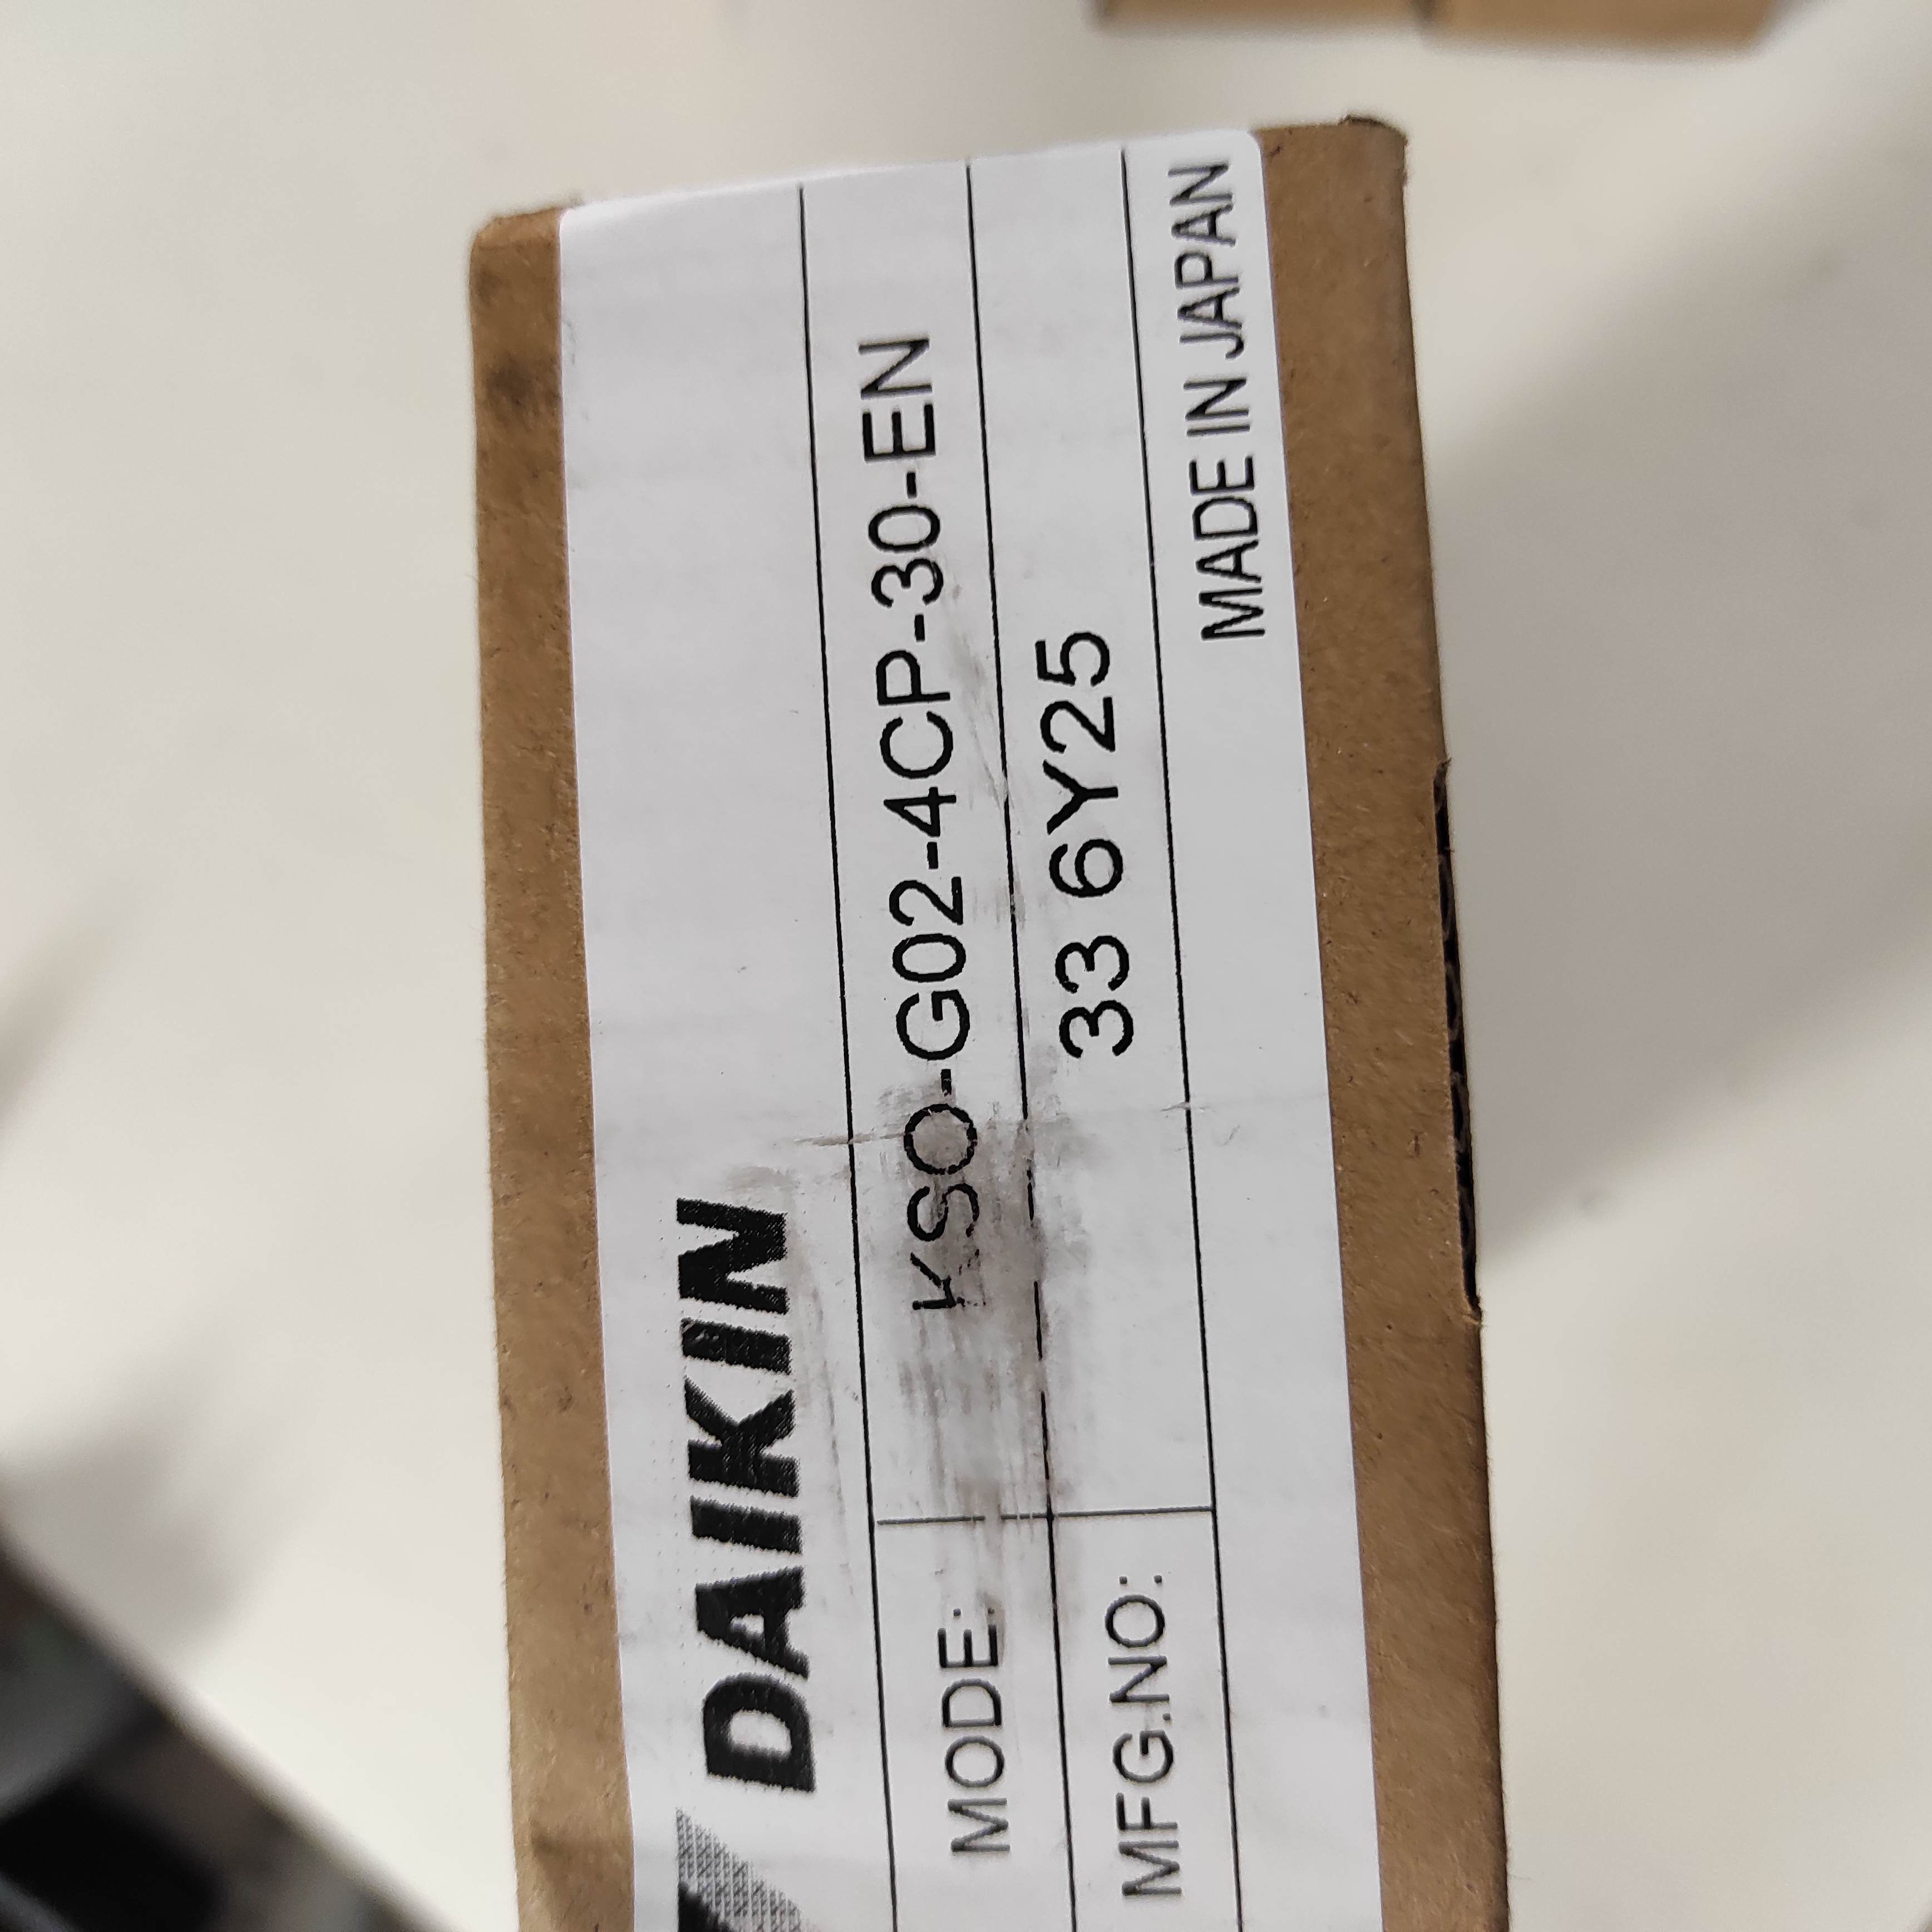 DAIKIN
MODE: KSO-G02-4CP-30-EN
MFG.NO: 33 6Y25
MADE IN JAPAN